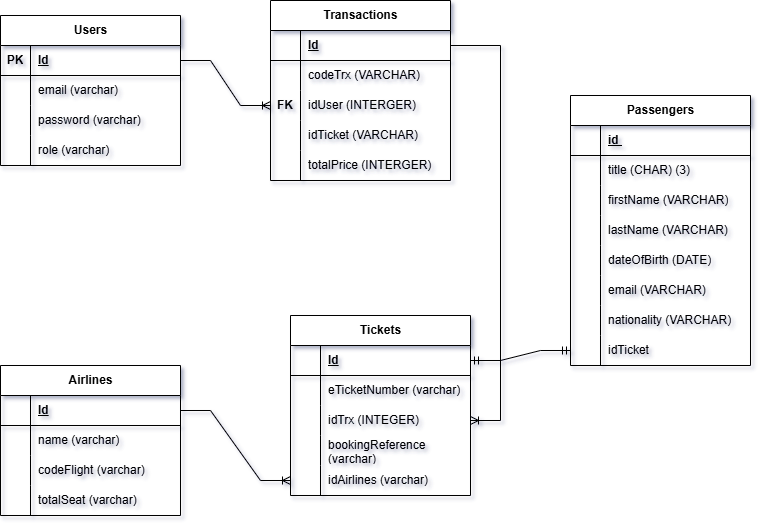 Users
PK Id
email (varchar)
password (varchar)
role (varchar)
Transactions
Id
codeTrx (VARCHAR)
FK idUser (INTERGER)
idTicket (VARCHAR)
totalPrice (INTERGER)
Passengers
id
title (CHAR) (3)
firstName (VARCHAR)
lastName (VARCHAR)
dateOfBirth (DATE)
email (VARCHAR)
nationality (VARCHAR)
idTicket
Tickets
Id
eTicketNumber (varchar)
idTrx (INTEGER)
bookingReference
(varchar)
idAirlines (varchar)
Airlines
Id
name (varchar)
codeFlight (varchar)
totalSeat (varchar)